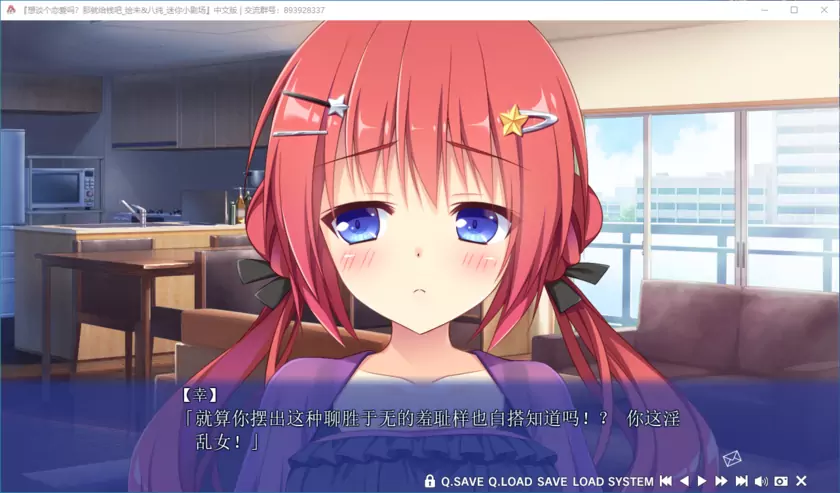 『想谈个恋爱吗？那就给钱吧_绘来&八纯_迷你小剧场』中文版 | 交流群号：893928337
【幸】
「就算你摆出这种聊胜于无的羞耻样也白搭知道吗！？ 你这淫
乱女！」
Q.SAVE Q.LOAD SAVE LOAD SYSTEM